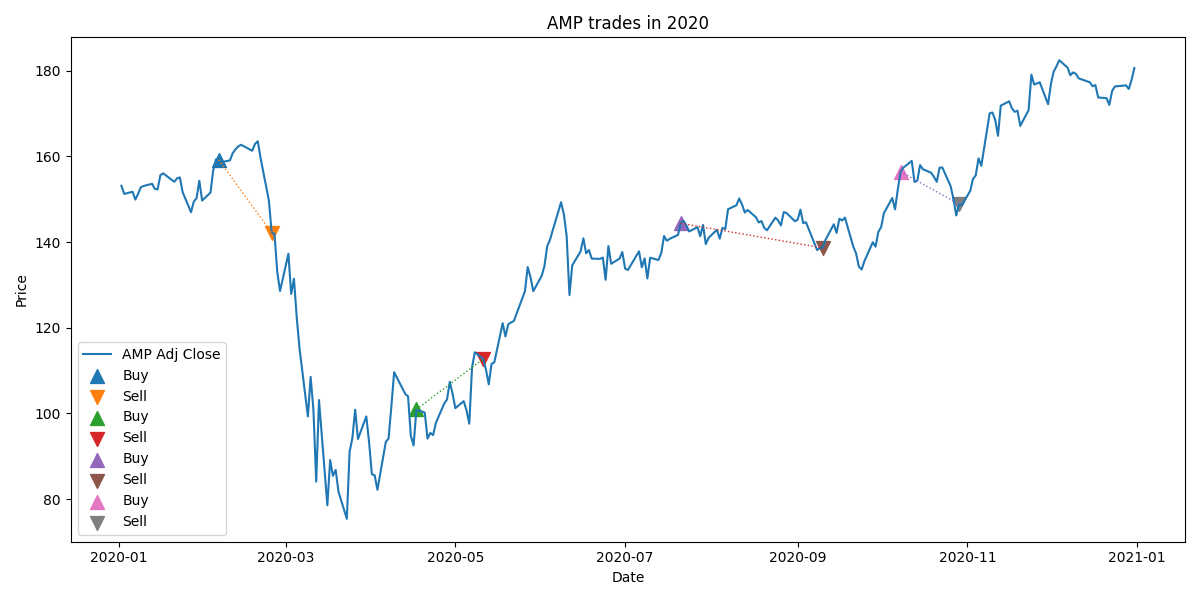 AMP trades in 2020
Price
180
160
140
120
100
80
AMP Adj Close
Buy
Sell
Buy
Sell
Buy
Sell
Buy
Sell
2020-01
2020-03
2020-05
2020-07
2020-09
2020-11
2021-01
Date